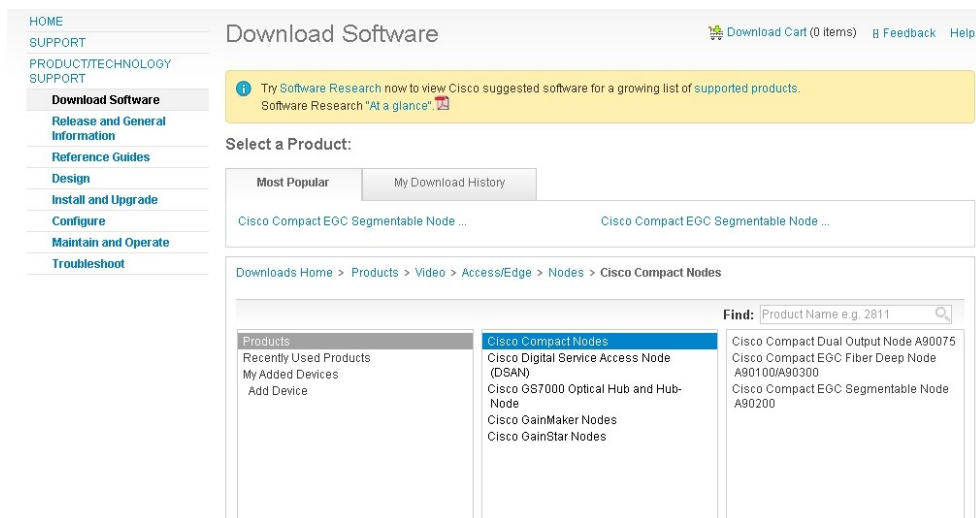 HOME
SUPPORT
PRODUCT/TECHNOLOGY
SUPPORT
Download Software
Release and General
Information
Reference Guides
Design
Install and Upgrade
Configure
Maintain and Operate
Troubleshoot
Download Software
Download Cart (0 items) Feedback Help
Try Software Research now to view Cisco suggested software for a growing list of supported products.
Software Research "At a glance".
Select a Product:
Most Popular
My Download History
Cisco Compact EGC Segmentable Node ...
Cisco Compact EGC Segmentable Node ...
Downloads Home > Products > Video > Access/Edge > Nodes > Cisco Compact Nodes
Find: Product Name e.g. 2811
Products
Recently Used Products
My Added Devices
Add Device
Cisco Compact Nodes
Cisco Digital Service Access Node
(DSAN)
Cisco GS7000 Optical Hub and Hub-
Node
Cisco GainMaker Nodes
Cisco GainStar Nodes
Cisco Compact Dual Output Node A90075
Cisco Compact EGC Fiber Deep Node
A90100/A90300
Cisco Compact EGC Segmentable Node
A90200